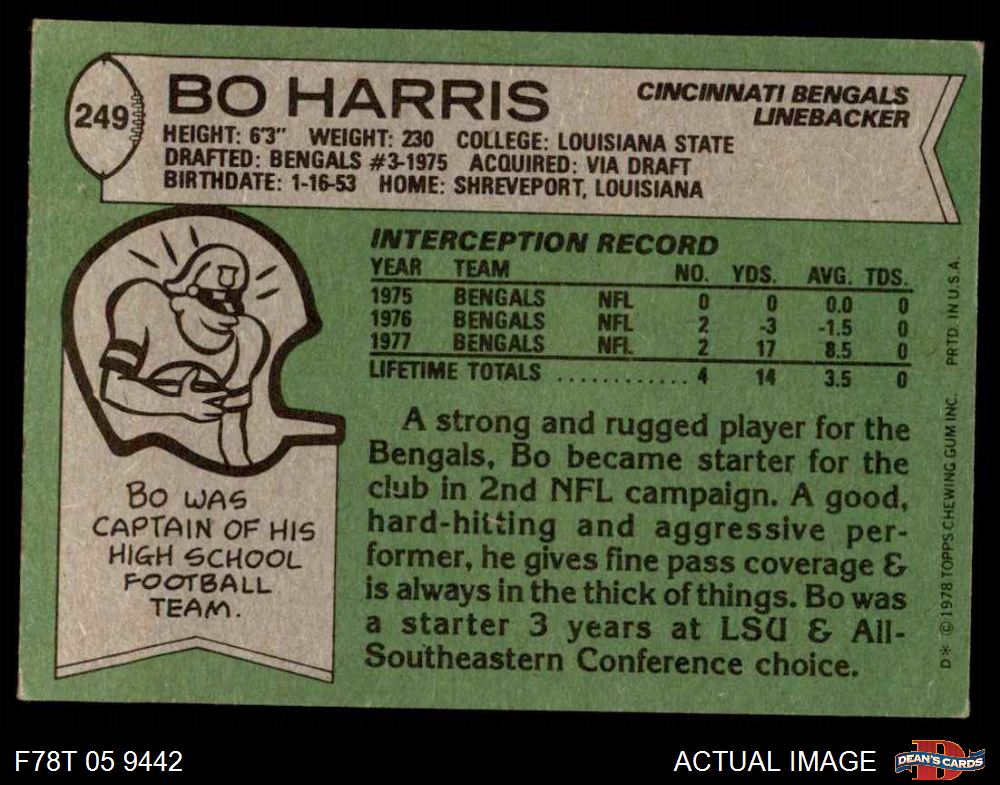 249
BO HARRIS
CINCINNATI BENGALS
LINEBACKER
HEIGHT: 6'3" WEIGHT: 230 COLLEGE: LOUISIANA STATE
DRAFTED: BENGALS #3-1975 ACQUIRED: VIA DRAFT
BIRTHDATE: 1-16-53 HOME: SHREVEPORT, LOUISIANA
INTERCEPTION RECORD
YEAR TEAM NO. YDS. AVG. TDS.
1975 BENGALS NFL 0 0 0.0 0
1976 BENGALS NFL 2 -3 -1.5 0
1977 BENGALS NFL 2 17 8.5 0
LIFETIME TOTALS ............ 4 14 3.5 0
A strong and rugged player for the
Bengals, Bo became starter for the
club in 2nd NFL campaign. A good,
hard-hitting and aggressive per-
former, he gives fine pass coverage &
is always in the thick of things. Bo was
a starter 3 years at LSU & All-
Southeastern Conference choice.
BO WAS
CAPTAIN OF HIS
HIGH SCHOOL
FOOTBALL
TEAM.
D* ©1978 TOPPS CHEWING GUM INC. PRTD. IN U.S.A.
F78T 05 9442
ACTUAL IMAGE
D
DEAN'S CARDS